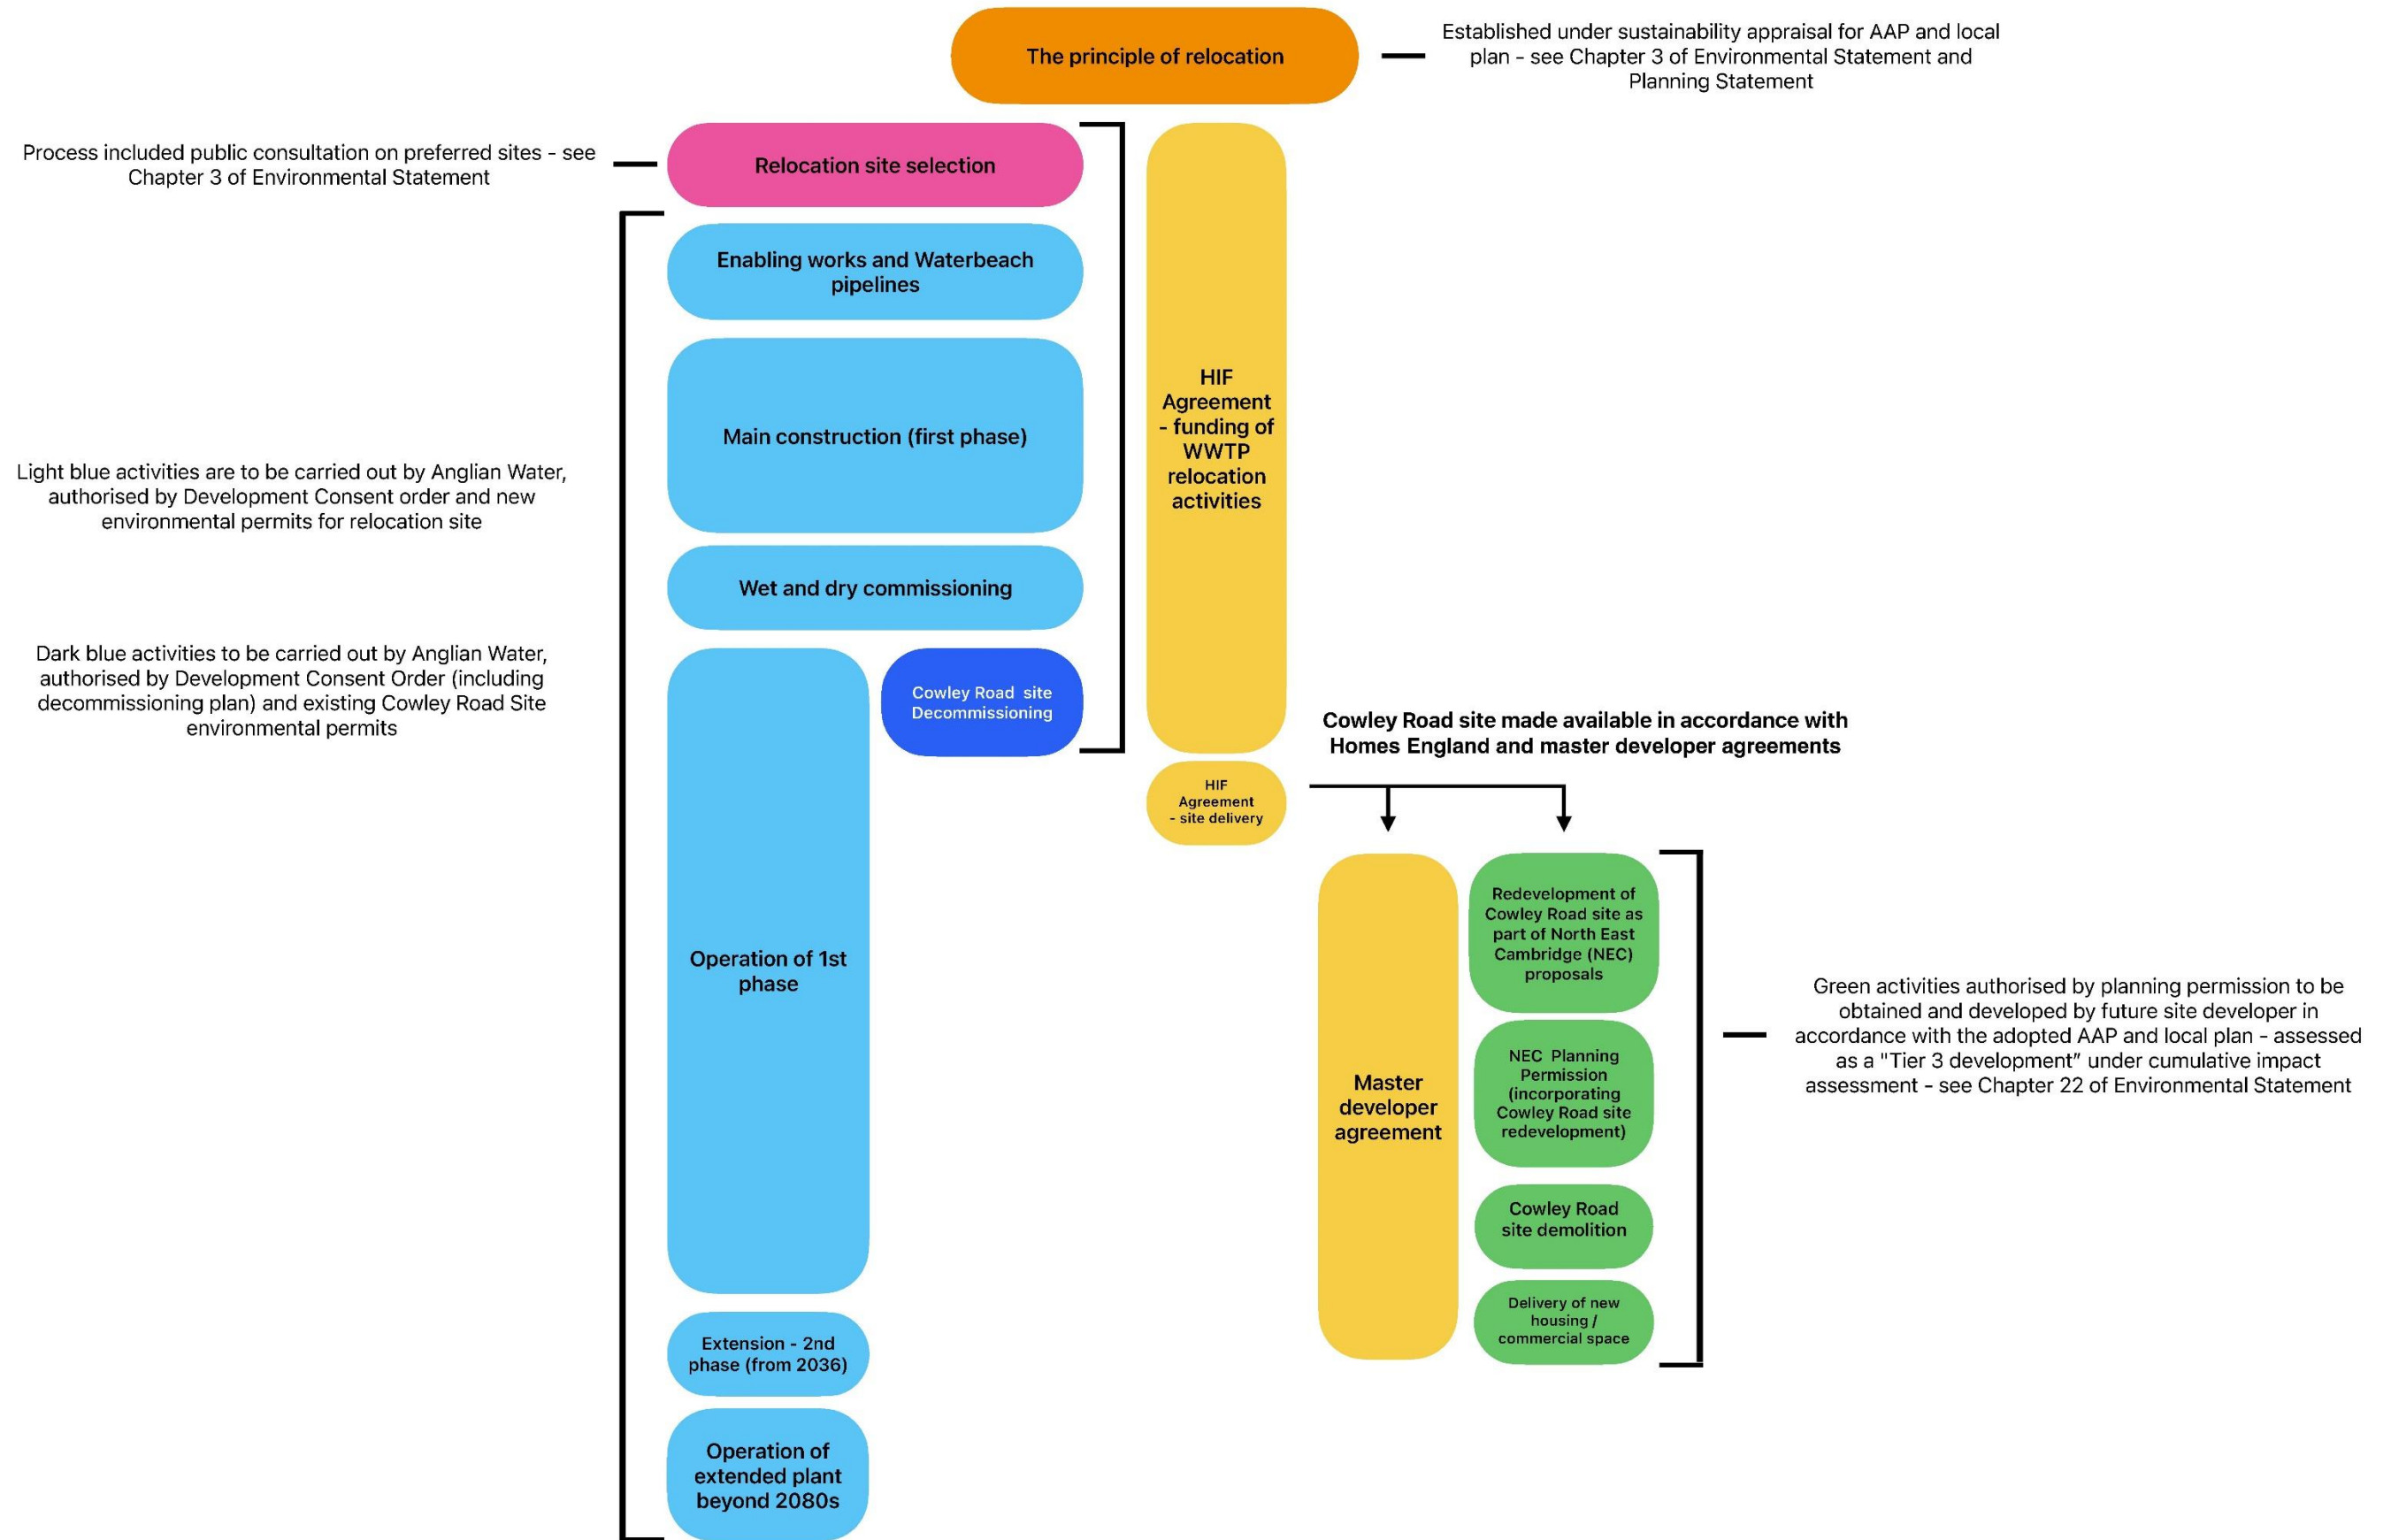 The principle of relocation
Established under sustainability appraisal for AAP and local
plan - see Chapter 3 of Environmental Statement and
Planning Statement
Process included public consultation on preferred sites - see
Chapter 3 of Environmental Statement
Relocation site selection
Enabling works and Waterbeach
pipelines
Main construction (first phase)
HIF
Agreement
- funding of
WWTP
relocation
activities
Light blue activities are to be carried out by Anglian Water,
authorised by Development Consent order and new
environmental permits for relocation site
Wet and dry commissioning
Dark blue activities to be carried out by Anglian Water,
authorised by Development Consent Order (including
decommissioning plan) and existing Cowley Road Site
environmental permits
Cowley Road site
Decommissioning
Cowley Road site made available in accordance with
Homes England and master developer agreements
HIF
Agreement
- site delivery
Operation of 1st
phase
Redevelopment of
Cowley Road site as
part of North East
Cambridge (NEC)
proposals
Master
developer
agreement
NEC Planning
Permission
(incorporating
Cowley Road site
redevelopment)
Green activities authorised by planning permission to be
obtained and developed by future site developer in
accordance with the adopted AAP and local plan - assessed
as a "Tier 3 development” under cumulative impact
assessment - see Chapter 22 of Environmental Statement
Cowley Road
site demolition
Delivery of new
housing /
commercial space
Extension - 2nd
phase (from 2036)
Operation of
extended plant
beyond 2080s